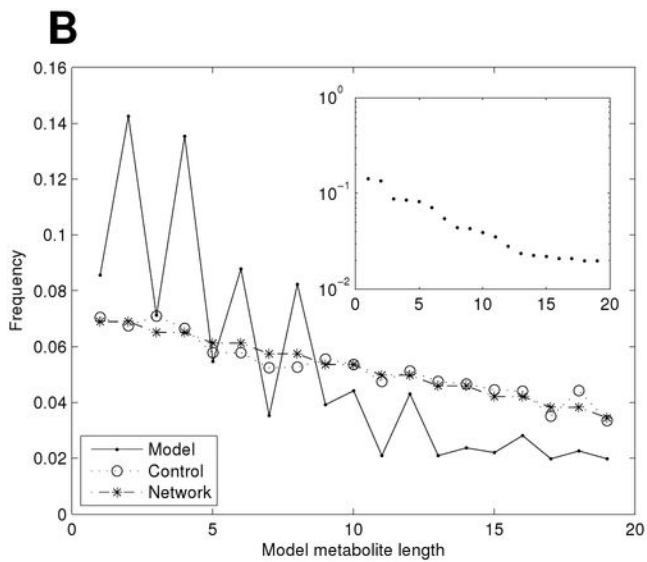 B
0.16
0.14
0.12
0.1
0.08
0.06
0.04
0.02
0
Frequency
10^0
10^-1
10^-2
0 5 10 15 20
Model
Control
Network
0 5 10 15 20
Model metabolite length